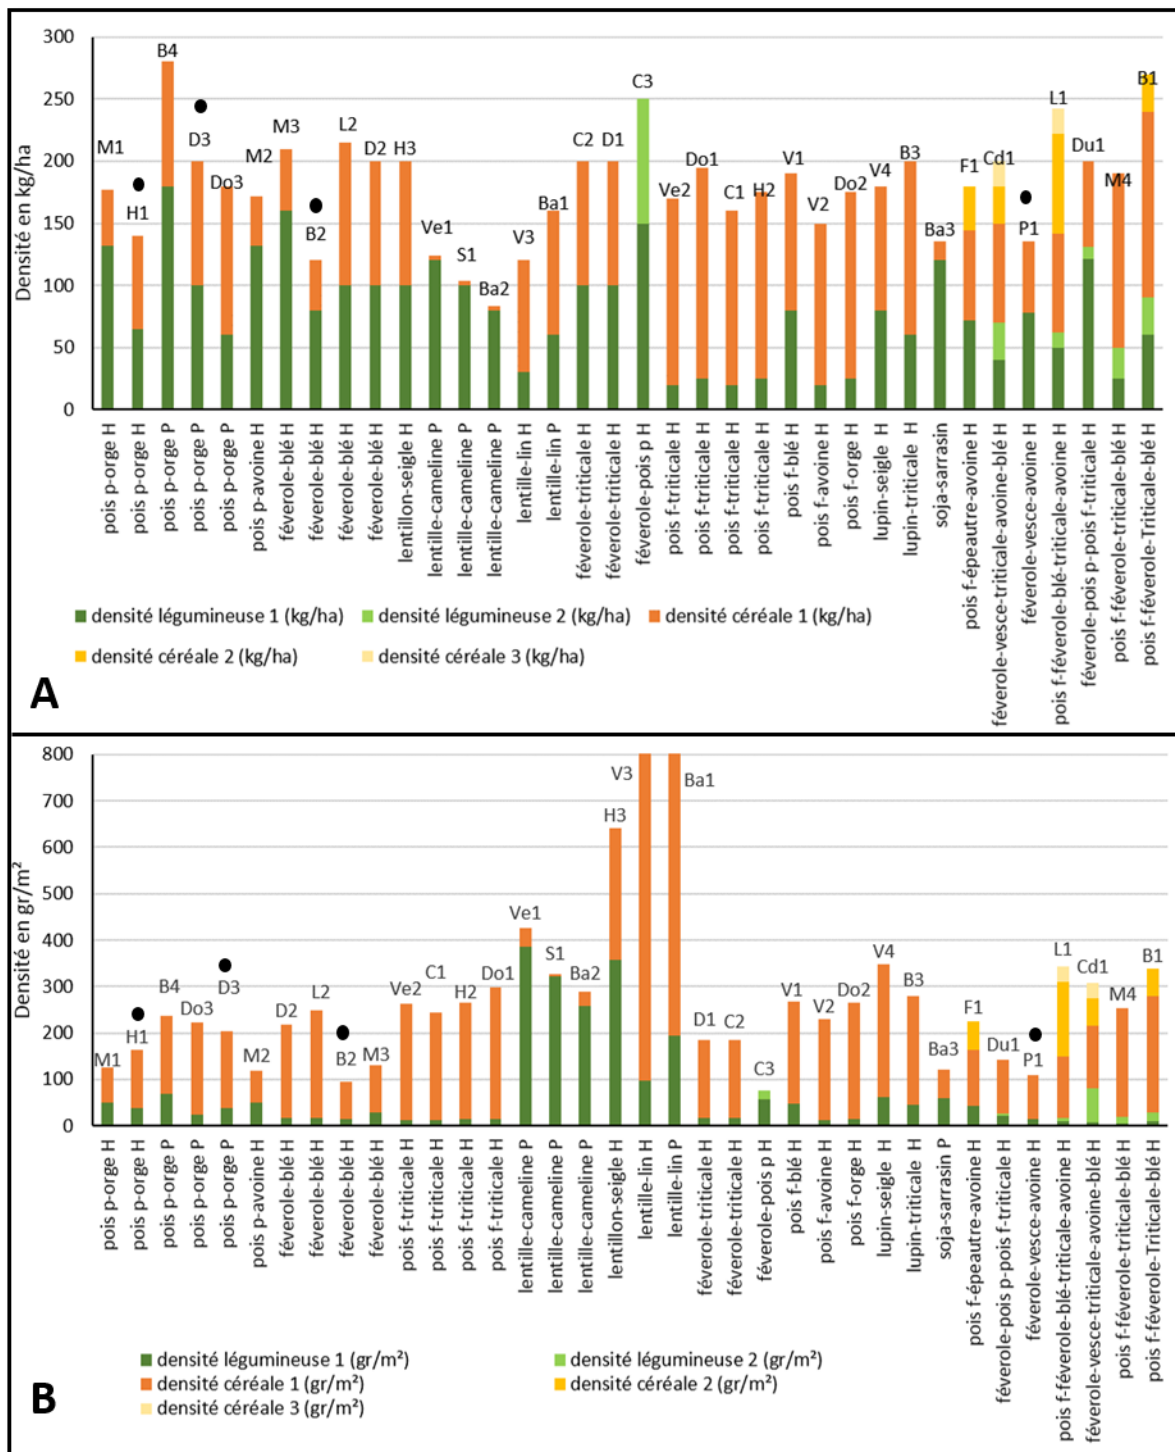 Densité en kg/ha
300
250
200
150
100
50
0
M1
H1
B4
D3
Do3
M2
M3
B2
L2
D2
H3
Ve1
S1
Ba2
V3
Ba1
C2
D1
C3
Ve2
Do1
C1
H2
V1
V2
Do2
V4
B3
Ba3
F1
Cd1
P1
L1
Du1
M4
B1
pois p-orge H
pois p-orge H
pois p-orge P
pois p-orge P
pois p-orge P
pois p-avoine H
féverole-blé H
féverole-blé H
féverole-blé H
féverole-blé H
lentillon-seigle H
lentille-cameline P
lentille-cameline P
lentille-cameline P
lentille-lin H
lentille-lin P
féverole-triticale H
féverole-triticale H
féverole-pois p H
pois f-triticale H
pois f-triticale H
pois f-triticale H
pois f-triticale H
pois f-blé H
pois f-avoine H
pois f-orge H
lupin-seigle H
lupin-triticale H
soja-sarrasin
pois f-épeautre-avoine H
féverole-vesce-triticale-avoine-blé H
féverole-vesce-avoine H
pois f-féverole-blé-triticale-avoine H
féverole-pois p-pois f-triticale H
pois f-féverole-triticale-blé H
pois f-féverole-Triticale-blé H
densité légumineuse 1 (kg/ha)
densité légumineuse 2 (kg/ha)
densité céréale 1 (kg/ha)
densité céréale 2 (kg/ha)
densité céréale 3 (kg/ha)
A
Densité en gr/m²
800
700
600
500
400
300
200
100
0
M1
H1
B4
Do3
D3
M2
D2
L2
B2
M3
Ve2
C1
H2
Do1
Ve1
S1
Ba2
H3
V3
Ba1
D1
C2
C3
V1
V2
Do2
V4
B3
Ba3
F1
Du1
P1
L1
Cd1
M4
B1
pois p-orge H
pois p-orge H
pois p-orge P
pois p-orge P
pois p-orge P
pois p-avoine H
féverole-blé H
féverole-blé H
féverole-blé H
féverole-blé H
pois f-triticale H
pois f-triticale H
pois f-triticale H
pois f-triticale H
lentille-cameline P
lentille-cameline P
lentille-cameline P
lentillon-seigle H
lentille-lin H
lentille-lin P
féverole-triticale H
féverole-triticale H
féverole-pois p H
pois f-blé H
pois f-avoine H
pois f-orge H
lupin-seigle H
lupin-triticale H
soja-sarrasin P
pois f-épeautre-avoine H
féverole-pois p-pois f-triticale H
féverole-vesce-avoine H
pois f-féverole-blé-triticale-avoine H
féverole-vesce-triticale-avoine-blé H
pois f-féverole-triticale-blé H
pois f-féverole-Triticale-blé H
densité légumineuse 1 (gr/m²)
densité légumineuse 2 (gr/m²)
densité céréale 1 (gr/m²)
densité céréale 2 (gr/m²)
densité céréale 3 (gr/m²)
B